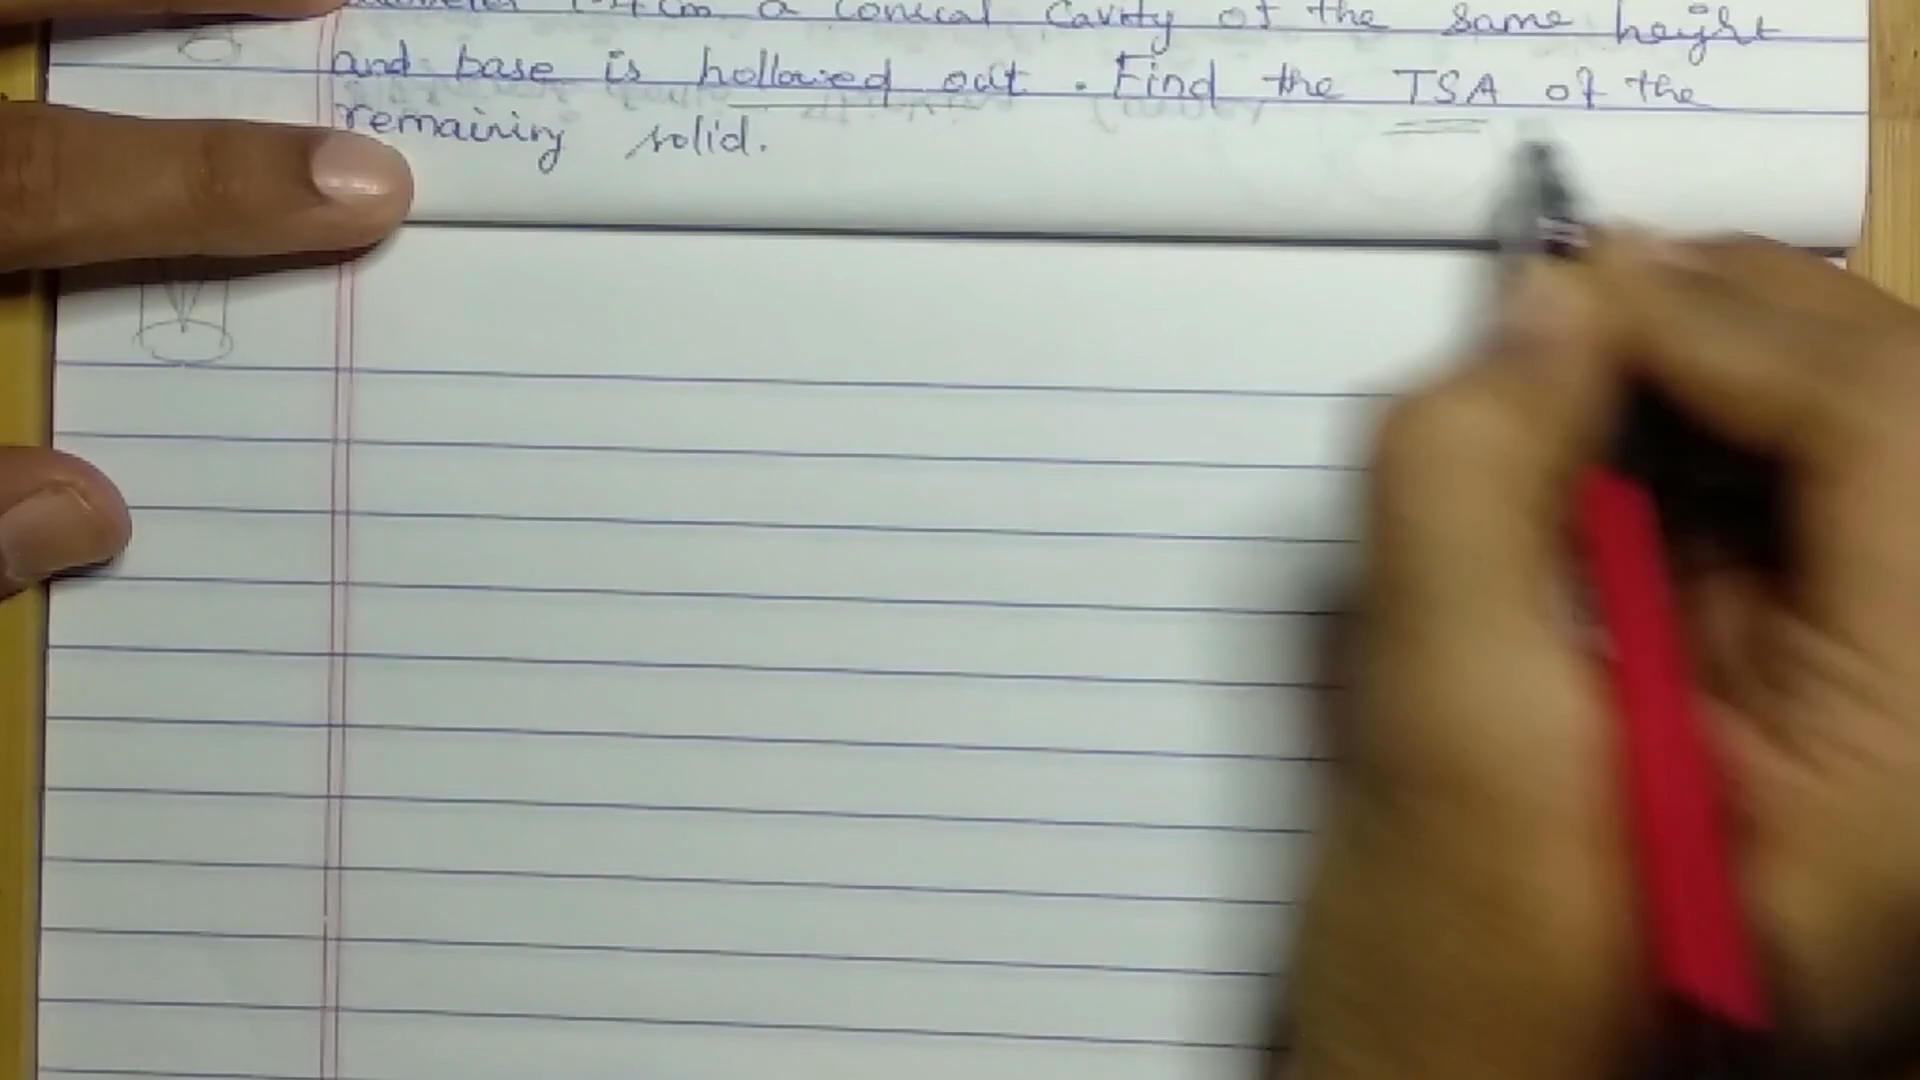 a conical cavity of the same height
and base is hollowed out. Find the TSA of the
remaining solid.